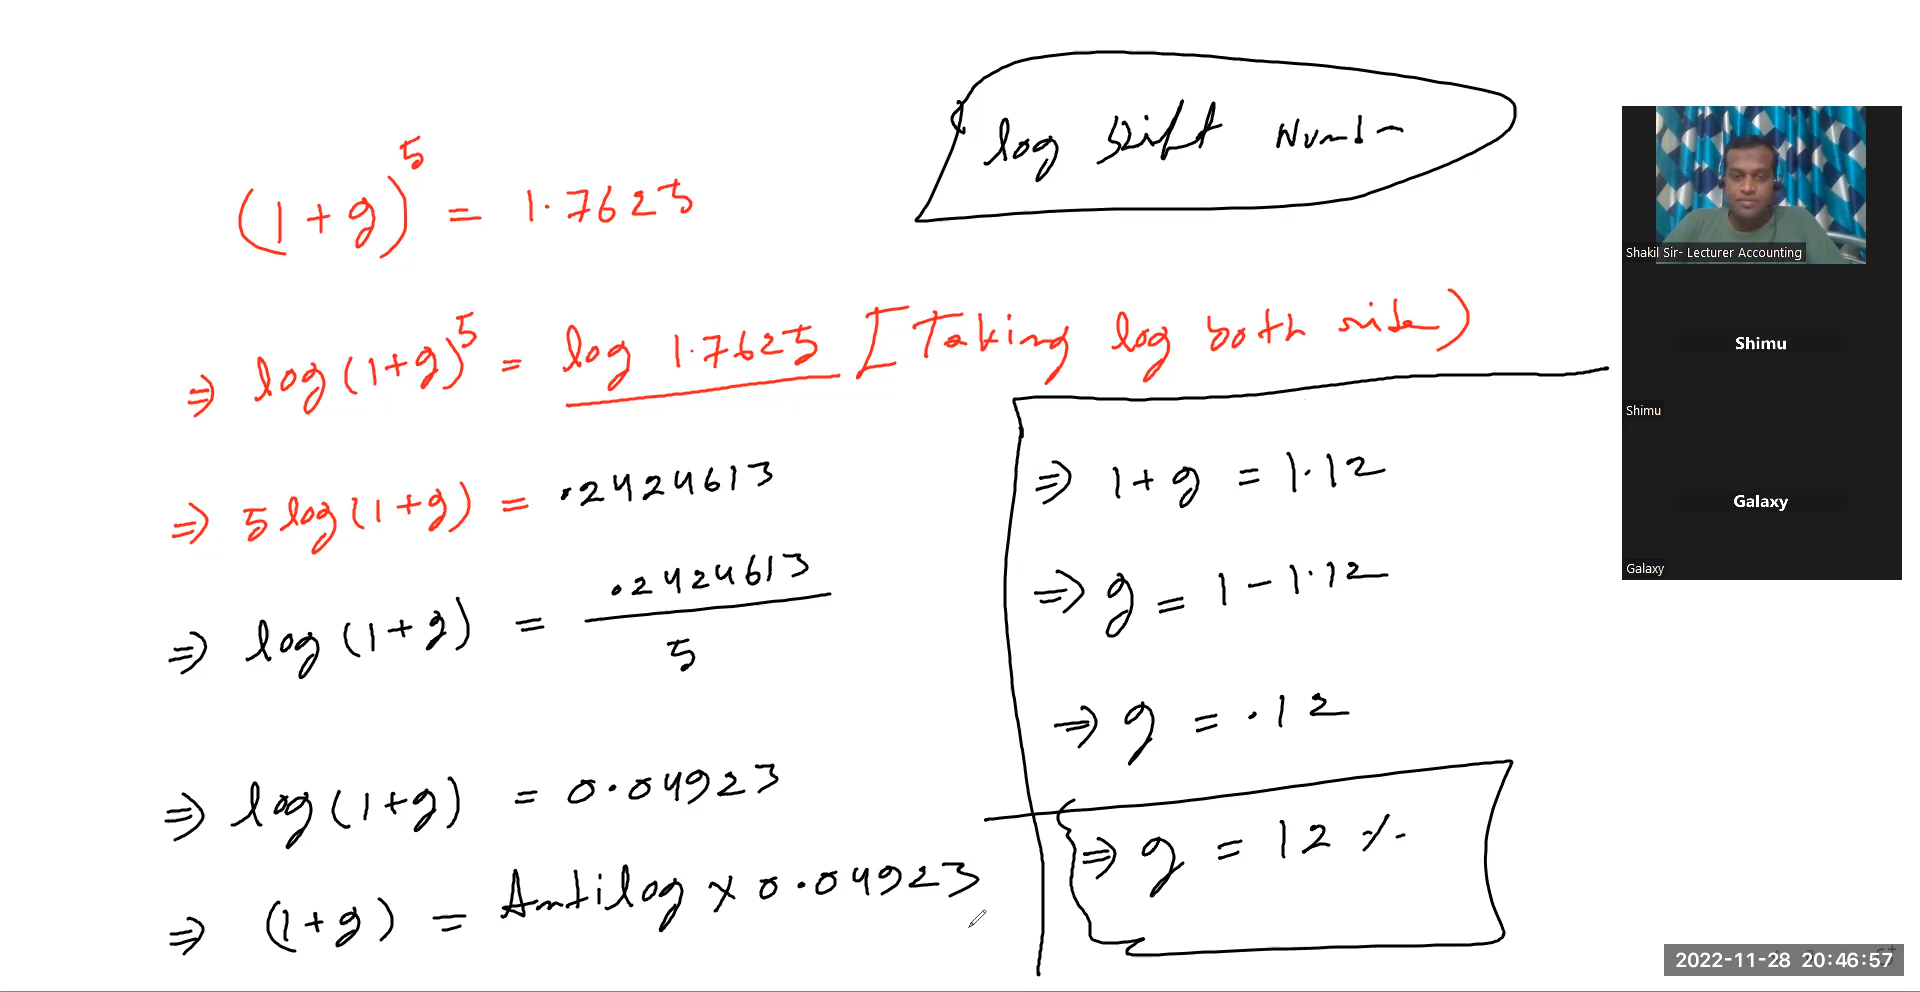 log shift Num
(1+g)^5 = 1.7625
⇒ log(1+g)^5 = log 1.7625 [Taking log both side)
⇒ 5log(1+g) = .2424613
⇒ log(1+g) = .2424613 / 5
⇒ log(1+g) = 0.04923
⇒ (1+g) = Antilog × 0.04923
⇒ 1+g = 1.12
⇒ g = 1 - 1.12
⇒ g = .12
⇒ g = 12 %
Shakil Sir- Lecturer Accounting
Shimu
Shimu
Galaxy
Galaxy
2022-11-28 20:46:57